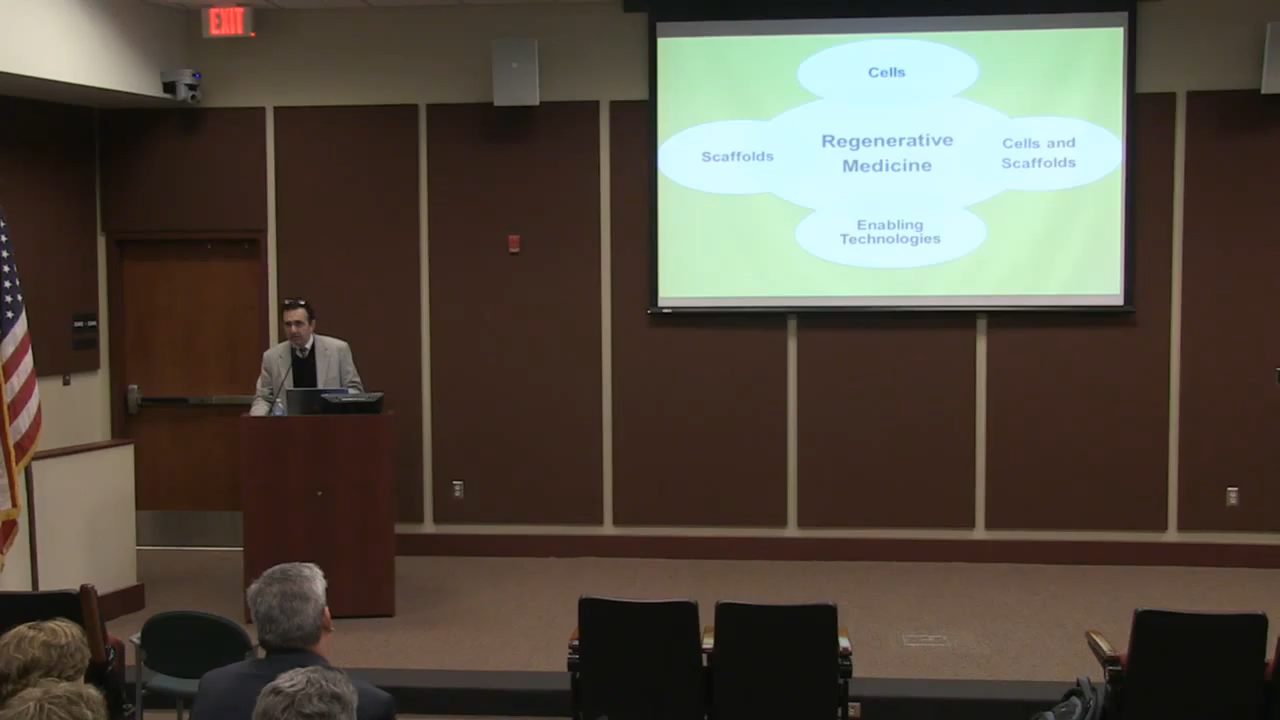 EXIT
Cells
Regenerative
Medicine
Scaffolds
Cells and
Scaffolds
Enabling
Technologies